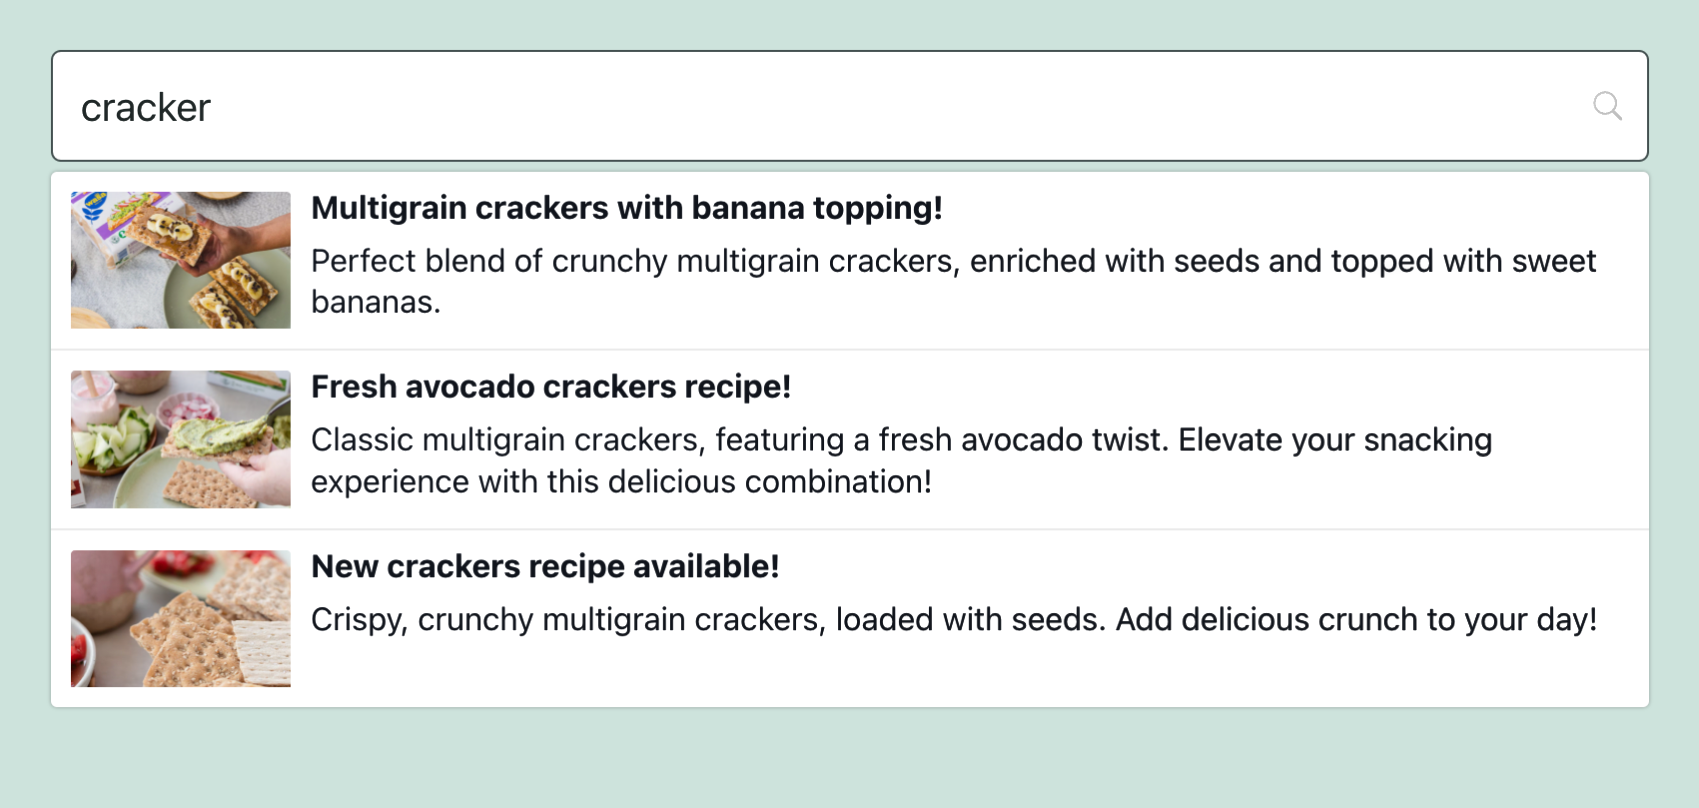 cracker
Multigrain crackers with banana topping!
Perfect blend of crunchy multigrain crackers, enriched with seeds and topped with sweet
bananas.
Fresh avocado crackers recipe!
Classic multigrain crackers, featuring a fresh avocado twist. Elevate your snacking
experience with this delicious combination!
New crackers recipe available!
Crispy, crunchy multigrain crackers, loaded with seeds. Add delicious crunch to your day!